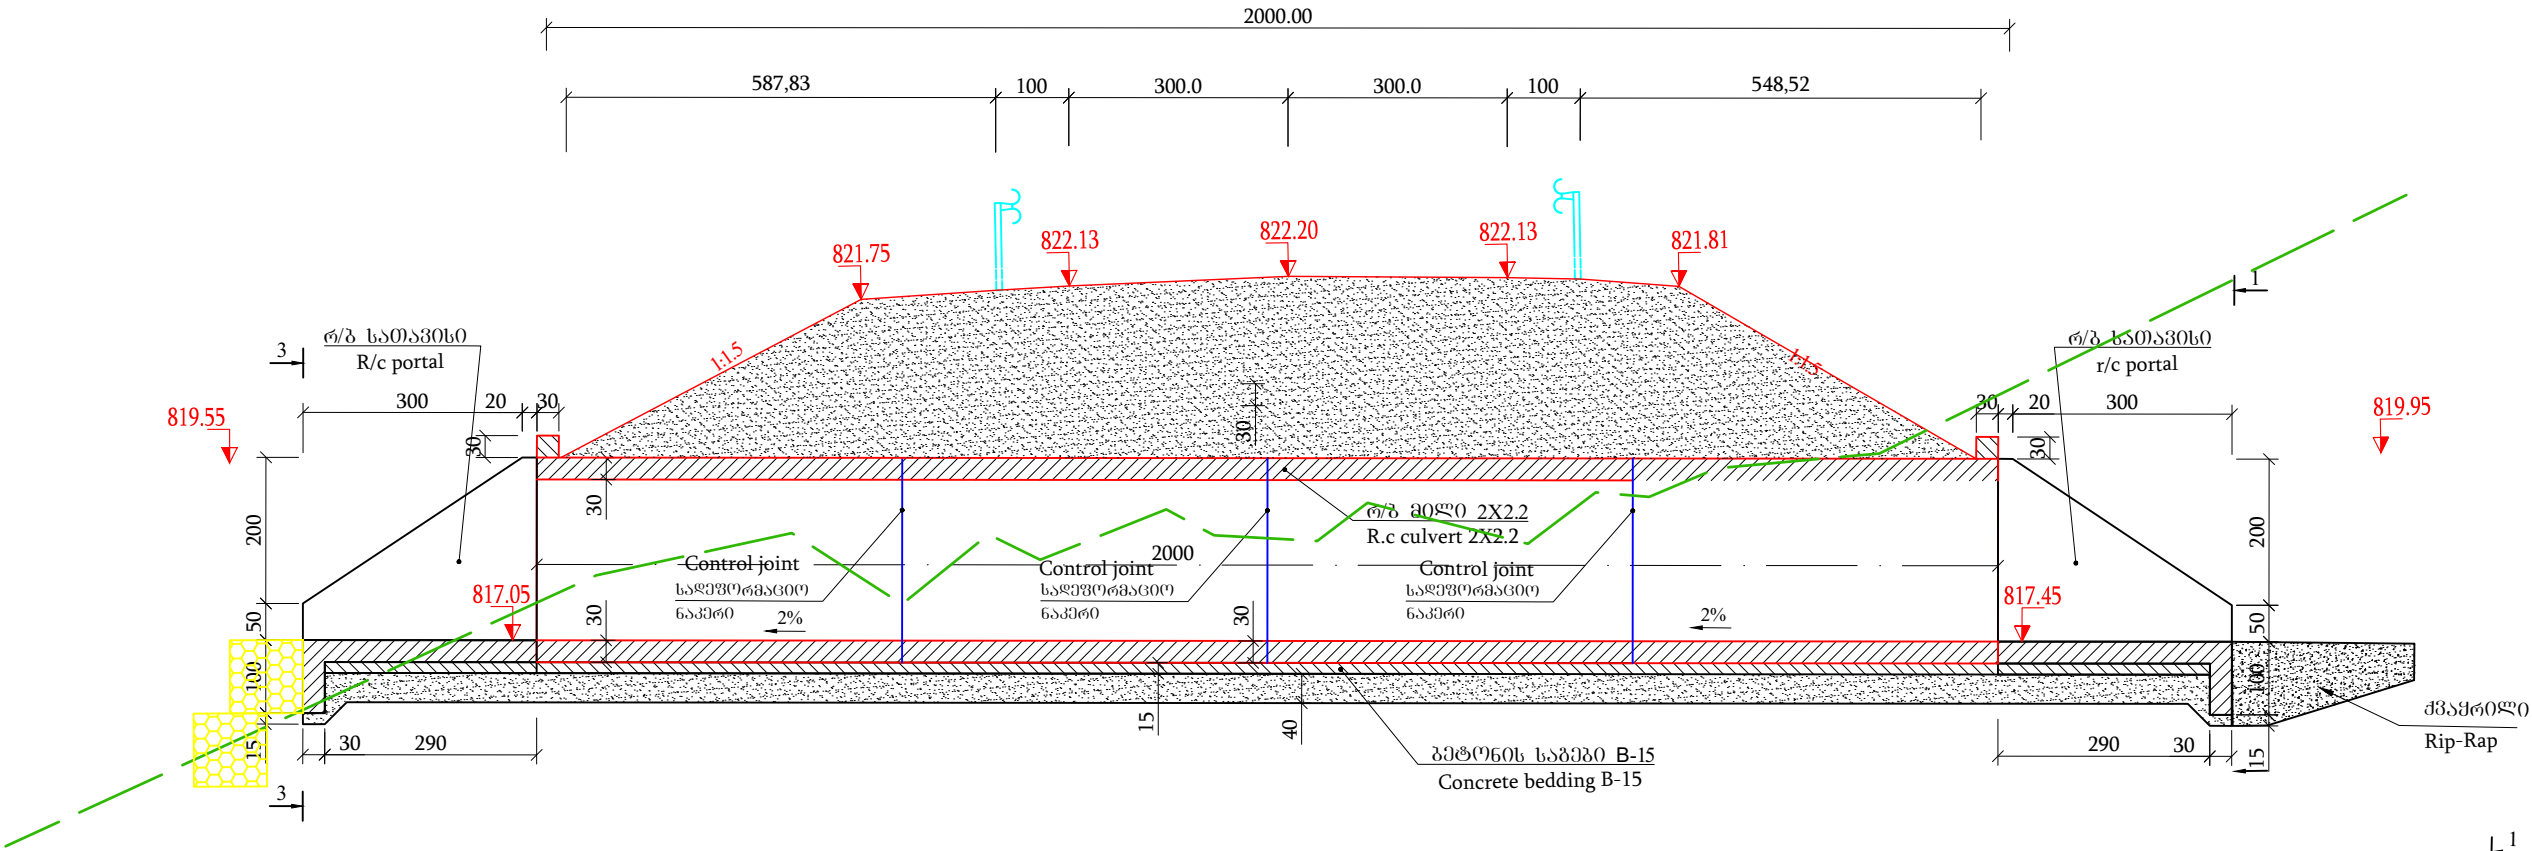 2000.00
587,83
100
300.0
300.0
100
548,52
821.75
822.13
822.20
822.13
821.81
1:1.5
1:1.5
რ/ბ სათავისი
R/c portal
რ/ბ სათავისი
r/c portal
3
1
819.55
819.95
300
20
30
30
30
20
300
30
30
200
50
100
15
30
30
რ/ბ მილი 2X2.2
R.c culvert 2X2.2
2000
Control joint
სადეფორმაციო
ნაკერი
Control joint
სადეფორმაციო
ნაკერი
Control joint
სადეფორმაციო
ნაკერი
817.05
817.45
30
30
2%
2%
200
50
100
15
30
290
15
40
290
30
3
ბეტონის საგები B-15
Concrete bedding B-15
ქვაყრილი
Rip-Rap
1